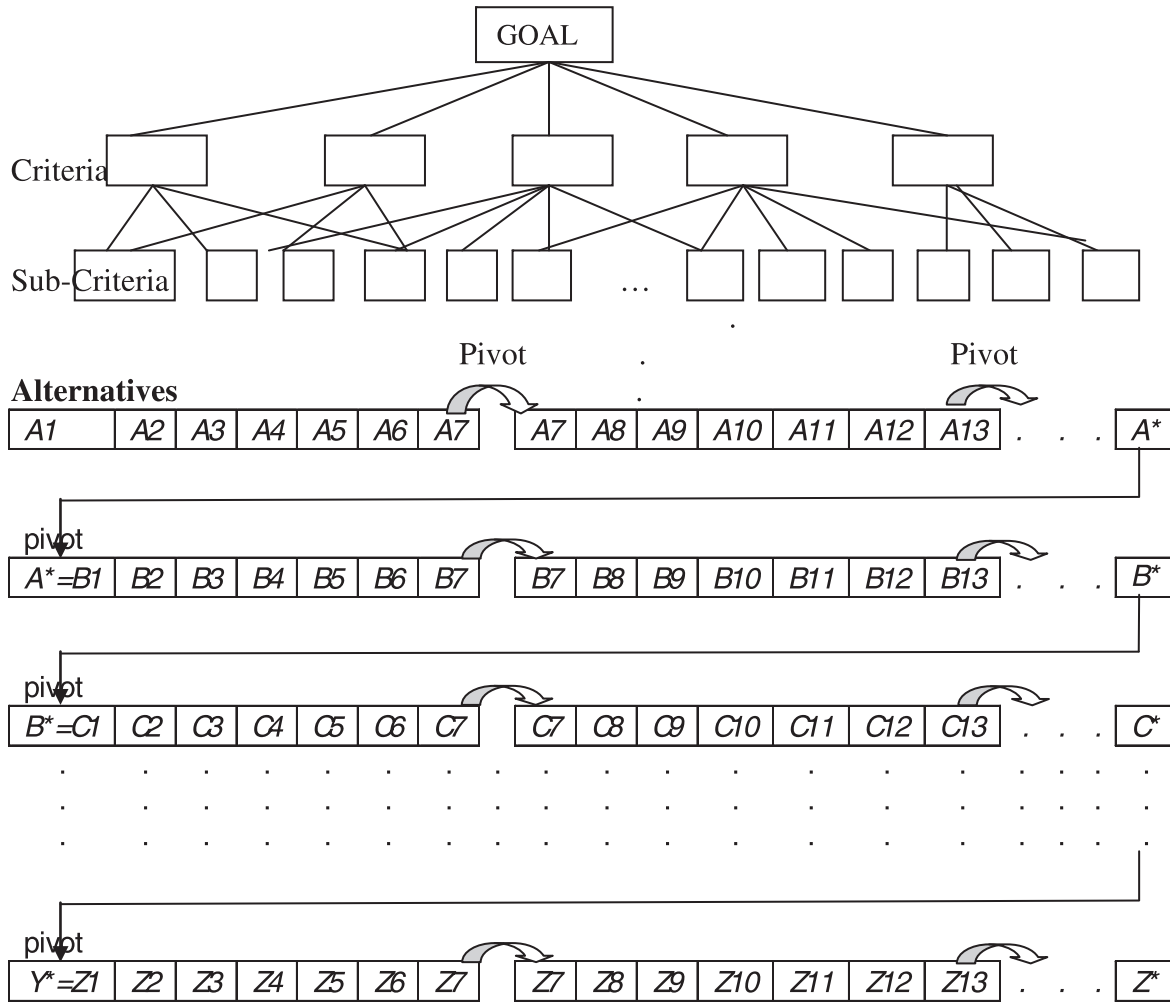 GOAL
Criteria
Sub-Criteria ...
Pivot Pivot
Alternatives
A1 A2 A3 A4 A5 A6 A7 A7 A8 A9 A10 A11 A12 A13 . . . A*
pivot
A*=B1 B2 B3 B4 B5 B6 B7 B7 B8 B9 B10 B11 B12 B13 . . . B*
pivot
B*=C1 C2 C3 C4 C5 C6 C7 C7 C8 C9 C10 C11 C12 C13 . . . C*
pivot
Y*=Z1 Z2 Z3 Z4 Z5 Z6 Z7 Z7 Z8 Z9 Z10 Z11 Z12 Z13 . . . Z*